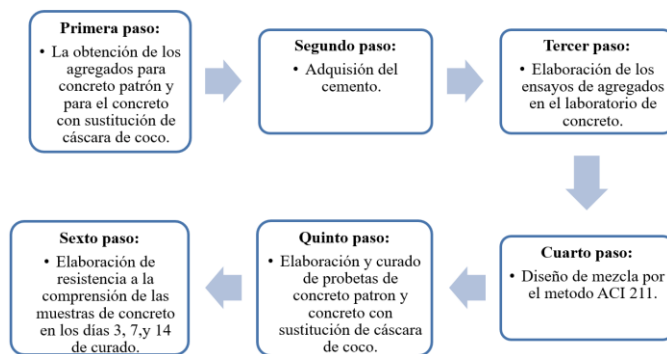 Primera paso:
• La obtención de los
agregados para
concreto patrón y
para el concreto
con sustitución de
cáscara de coco.
Segundo paso:
• Adquisión del
cemento.
Tercer paso:
• Elaboración de los
ensayos de agregados
en el laboratorio de
concreto.
Cuarto paso:
• Diseño de mezcla por
el metodo ACI 211.
Quinto paso:
• Elaboración y curado
de probetas de
concreto patron y
concreto con
sustitución de cáscara
de coco.
Sexto paso:
• Elaboración de
resistencia a la
comprensión de las
muestras de concreto
en los días 3, 7,y 14
de curado.